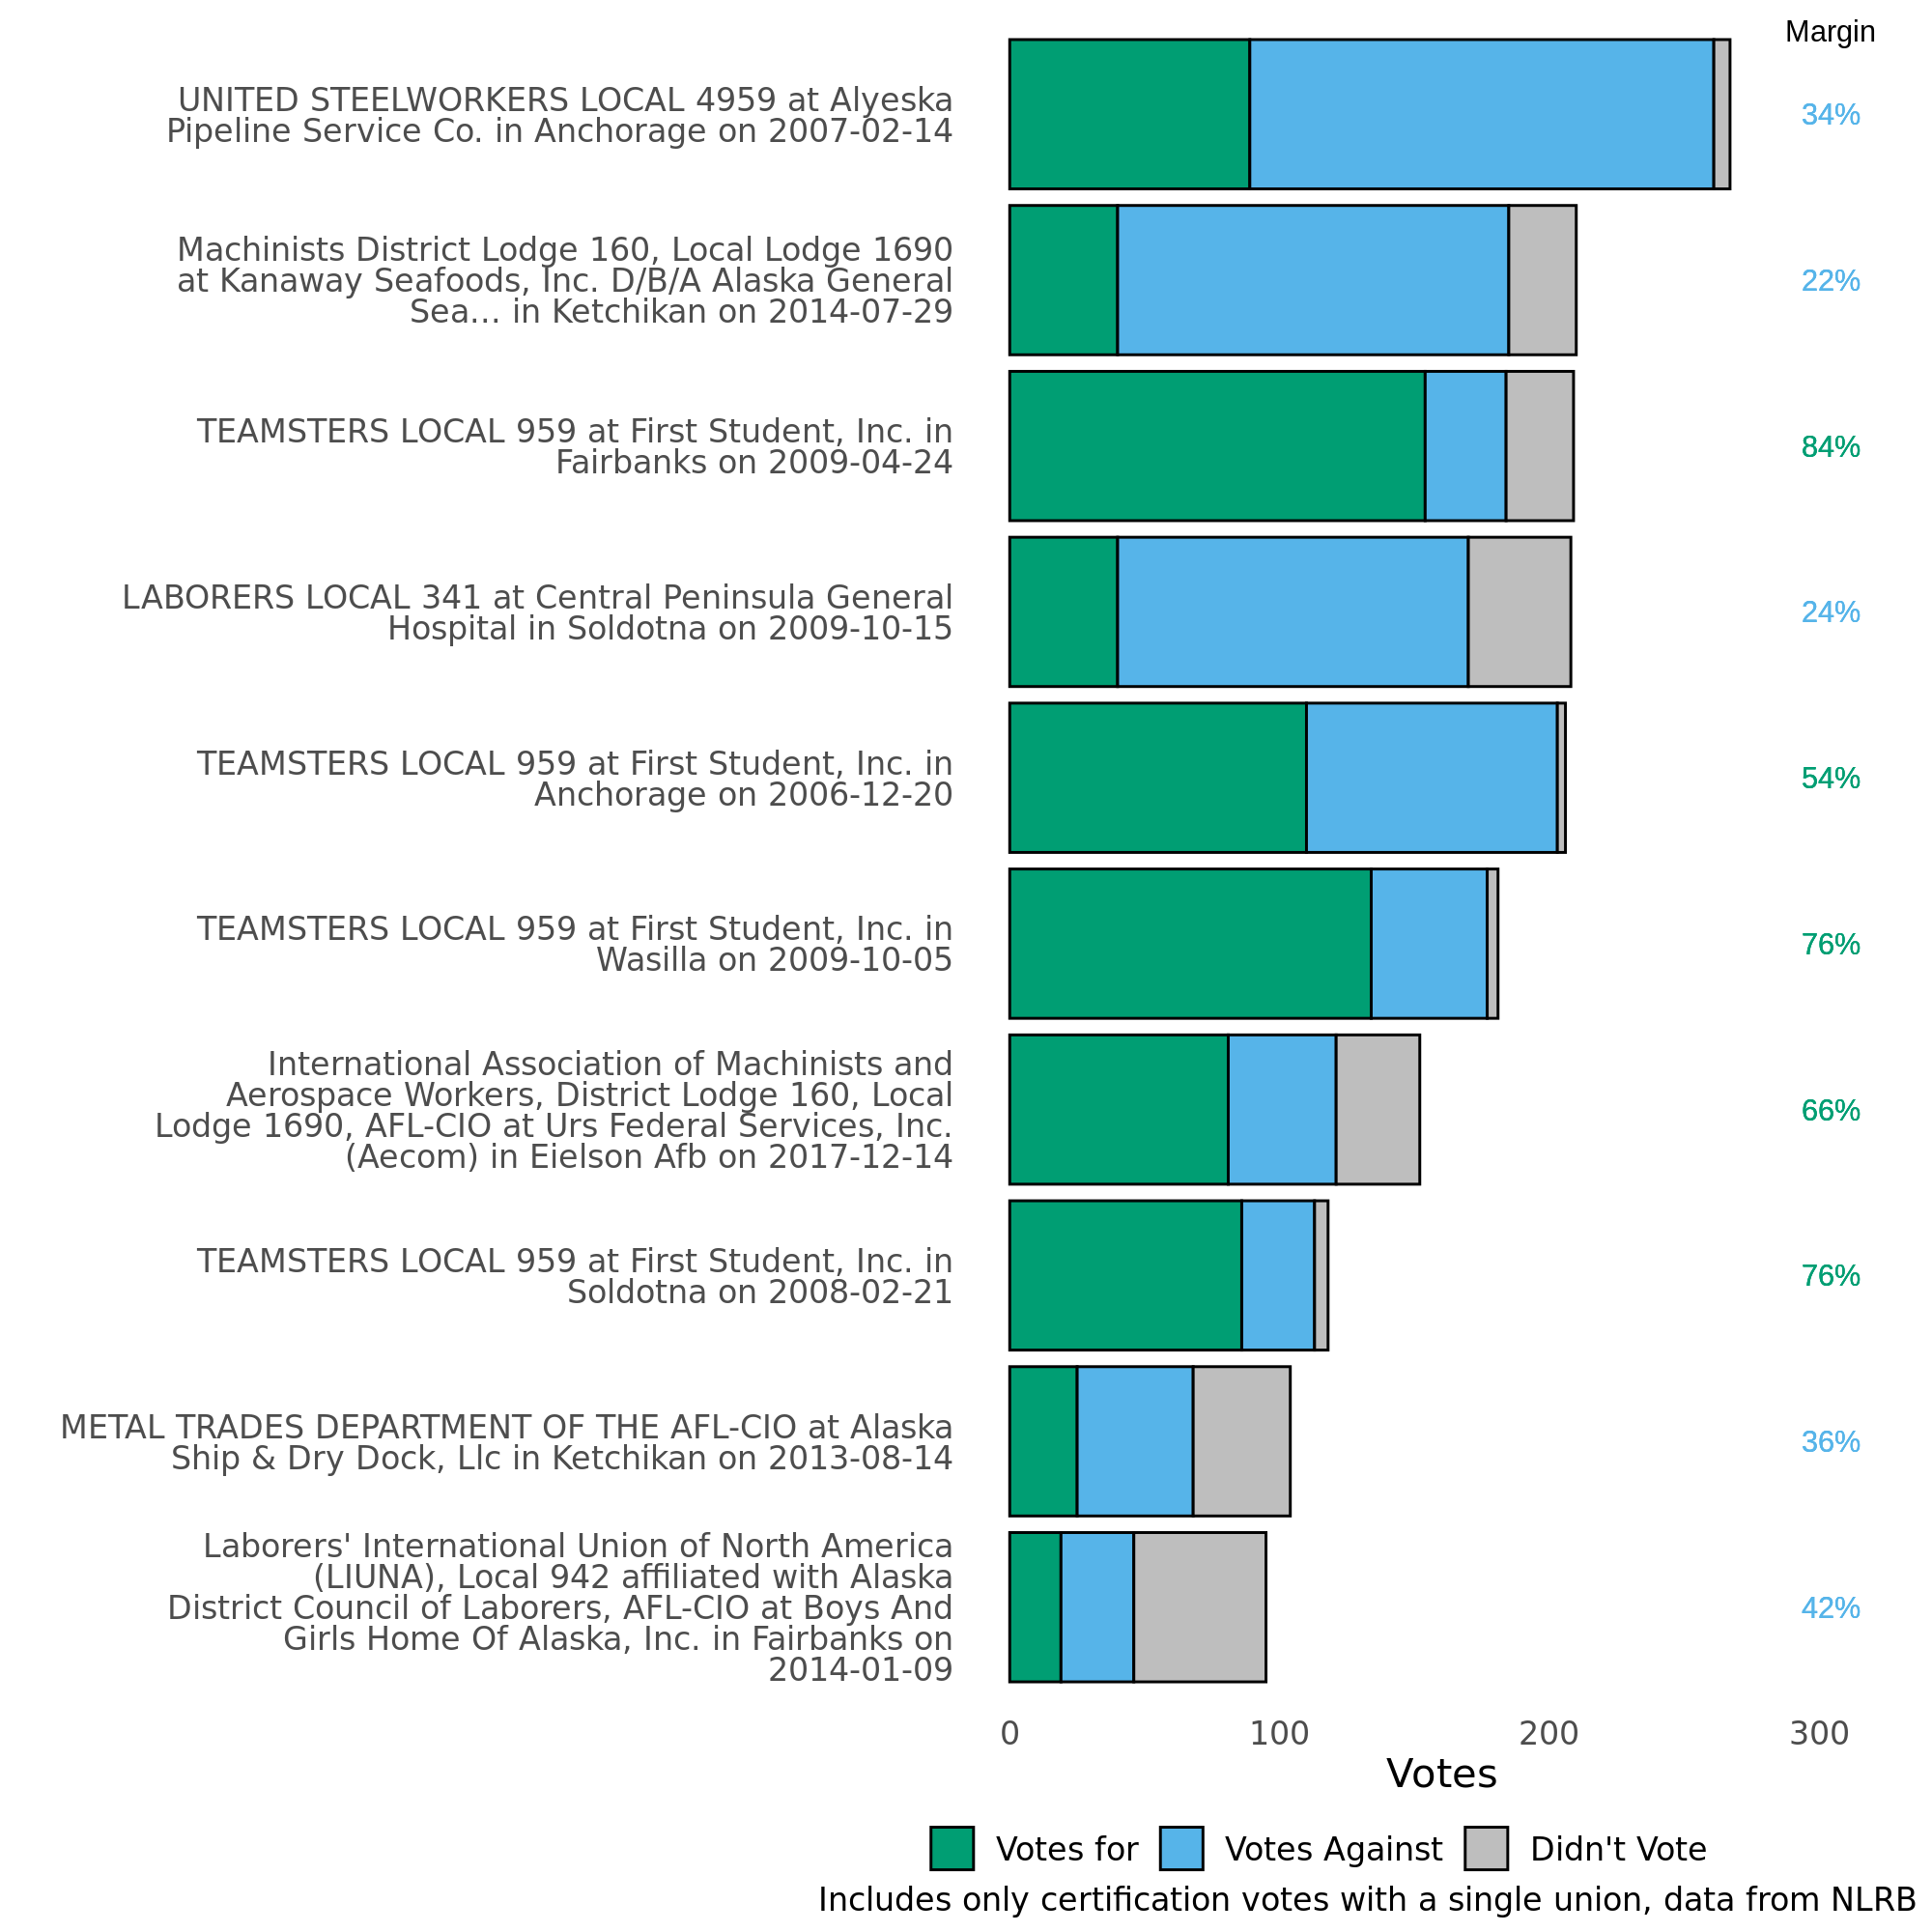 Margin
UNITED STEELWORKERS LOCAL 4959 at Alyeska
Pipeline Service Co. in Anchorage on 2007-02-14
34%
Machinists District Lodge 160, Local Lodge 1690
at Kanaway Seafoods, Inc. D/B/A Alaska General
Sea... in Ketchikan on 2014-07-29
22%
TEAMSTERS LOCAL 959 at First Student, Inc. in
Fairbanks on 2009-04-24
84%
LABORERS LOCAL 341 at Central Peninsula General
Hospital in Soldotna on 2009-10-15
24%
TEAMSTERS LOCAL 959 at First Student, Inc. in
Anchorage on 2006-12-20
54%
TEAMSTERS LOCAL 959 at First Student, Inc. in
Wasilla on 2009-10-05
76%
International Association of Machinists and
Aerospace Workers, District Lodge 160, Local
Lodge 1690, AFL-CIO at Urs Federal Services, Inc.
(Aecom) in Eielson Afb on 2017-12-14
66%
TEAMSTERS LOCAL 959 at First Student, Inc. in
Soldotna on 2008-02-21
76%
METAL TRADES DEPARTMENT OF THE AFL-CIO at Alaska
Ship & Dry Dock, Llc in Ketchikan on 2013-08-14
36%
Laborers' International Union of North America
(LIUNA), Local 942 affiliated with Alaska
District Council of Laborers, AFL-CIO at Boys And
Girls Home Of Alaska, Inc. in Fairbanks on
2014-01-09
42%
0 100 200 300
Votes
Votes for Votes Against Didn't Vote
Includes only certification votes with a single union, data from NLRB